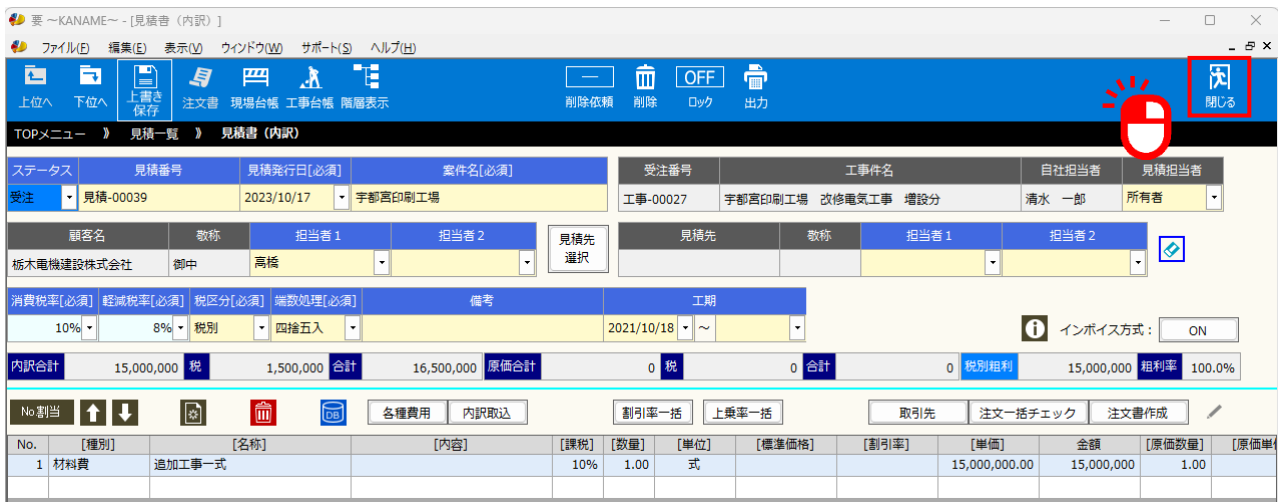 要 ～KANAME～ - [見積書（内訳）]
ファイル(F) 編集(E) 表示(V) ウィンドウ(W) サポート(S) ヘルプ(H)
上位へ 下位へ 上書き保存 注文書 現場台帳 工事台帳 階層表示 削除依頼 削除 OFF ロック 出力 閉じる
TOPメニュー 》 見積一覧 》 見積書（内訳）
ステータス 見積番号 見積発行日[必須] 案件名[必須] 受注番号 工事件名 自社担当者 見積担当者
受注 見積-00039 2023/10/17 宇都宮印刷工場 工事-00027 宇都宮印刷工場 改修電気工事 増設分 清水 一郎 所有者
顧客名 敬称 担当者1 担当者2 見積先選択 見積先 敬称 担当者1 担当者2
栃木電機建設株式会社 御中 高橋
消費税率[必須] 軽減税率[必須] 税区分[必須] 端数処理[必須] 備考 工期
10% 8% 税別 四捨五入 2021/10/18 ～ インボイス方式： ON
内訳合計 15,000,000 税 1,500,000 合計 16,500,000 原価合計 0 税 0 合計 0 税別粗利 15,000,000 粗利率 100.0%
No割当 DB 各種費用 内訳取込 割引率一括 上乗率一括 取引先 注文一括チェック 注文書作成
No. [種別] [名称] [内容] [課税] [数量] [単位] [標準価格] [割引率] [単価] 金額 [原価数量] [原価単
1 材料費 追加工事一式 10% 1.00 式 15,000,000.00 15,000,000 1.00